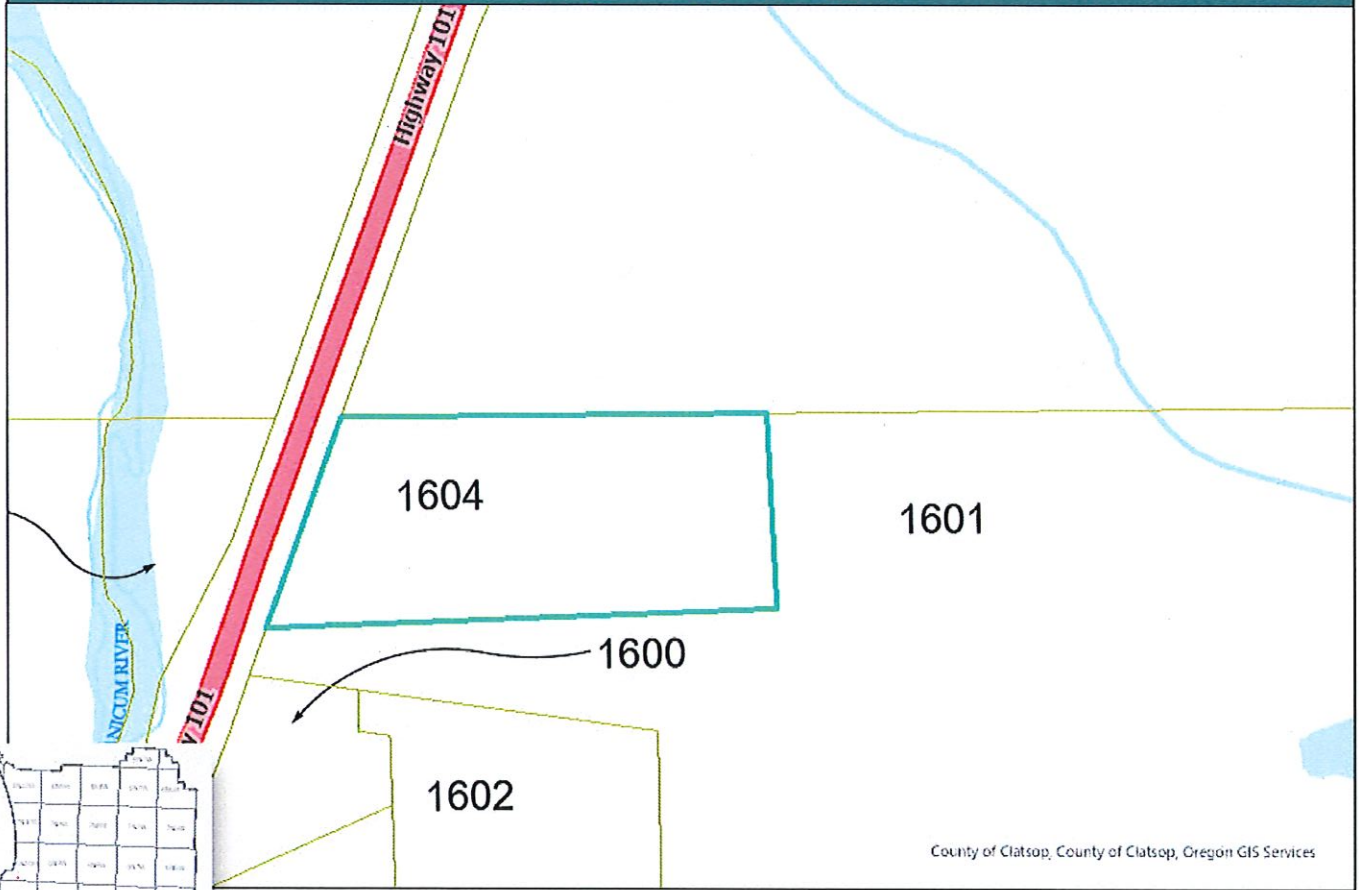 Highway 101
1604
1601
1600
NICUM RIVER
y 101
1602
County of Clatsop, County of Clatsop, Oregon GIS Services